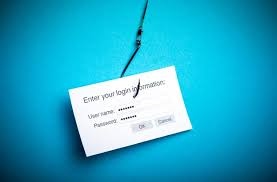 Enter your login information:
User name: ••••••
Password: •••••••
OK Cancel